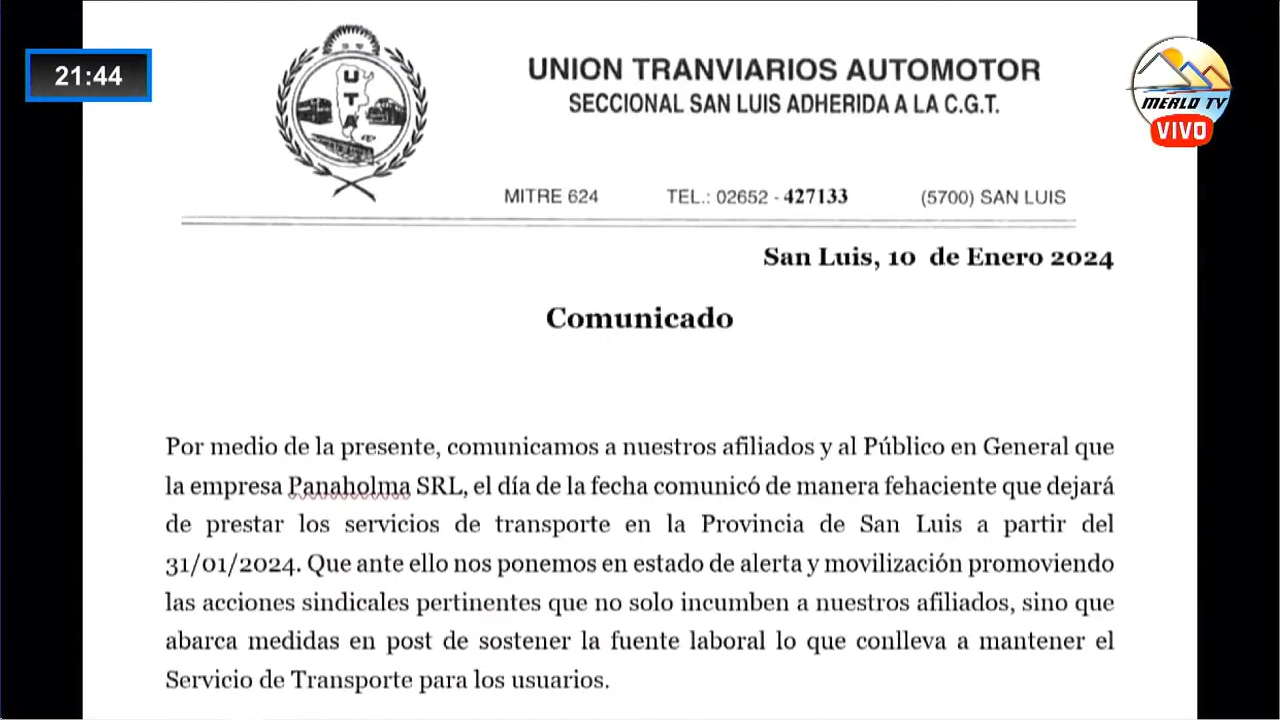 21:44
UTA
UNION TRANVIARIOS AUTOMOTOR
SECCIONAL SAN LUIS ADHERIDA A LA C.G.T.
MERLO TV
VIVO
MITRE 624 TEL.: 02652 - 427133 (5700) SAN LUIS
San Luis, 10 de Enero 2024
Comunicado
Por medio de la presente, comunicamos a nuestros afiliados y al Público en General que
la empresa Panaholma SRL, el día de la fecha comunicó de manera fehaciente que dejará
de prestar los servicios de transporte en la Provincia de San Luis a partir del
31/01/2024. Que ante ello nos ponemos en estado de alerta y movilización promoviendo
las acciones sindicales pertinentes que no solo incumben a nuestros afiliados, sino que
abarca medidas en post de sostener la fuente laboral lo que conlleva a mantener el
Servicio de Transporte para los usuarios.